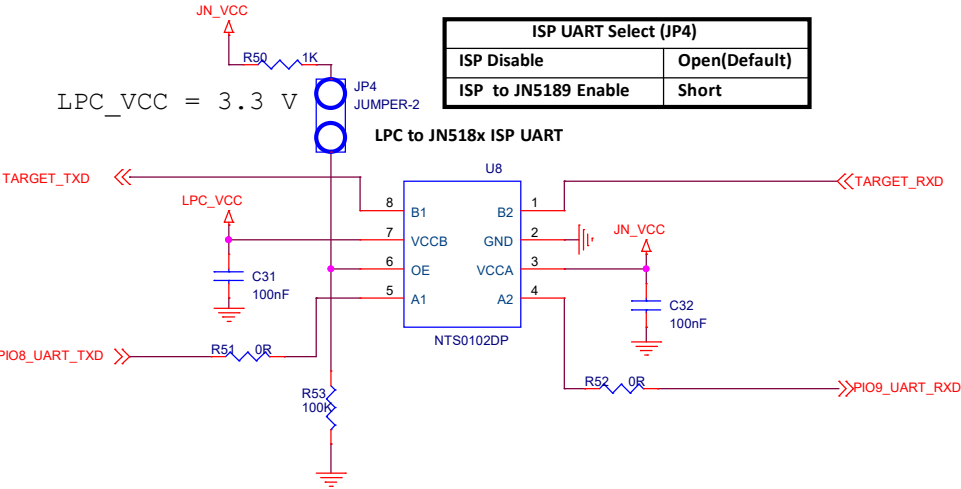 JN_VCC
R50 1K
ISP UART Select (JP4)
ISP Disable Open(Default)
ISP to JN5189 Enable Short
LPC_VCC = 3.3 V
JP4
JUMPER-2
LPC to JN518x ISP UART
U8
TARGET_TXD
TARGET_RXD
LPC_VCC
JN_VCC
8 B1 B2 1
7 VCCB GND 2
6 OE VCCA 3
5 A1 A2 4
C31
100nF
C32
100nF
NTS0102DP
PIO8_UART_TXD
R51 0R
R52 0R
PIO9_UART_RXD
R53
100K